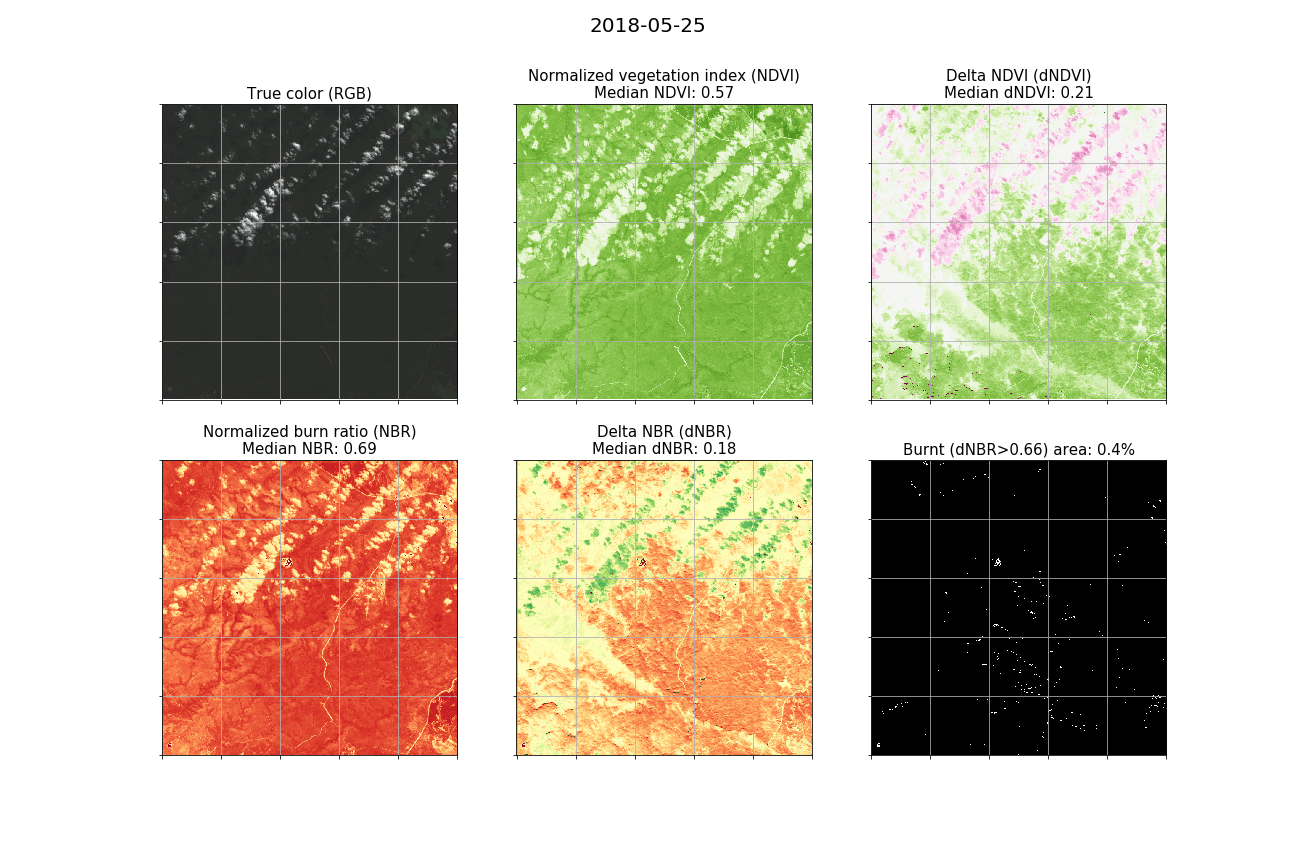 2018-05-25
True color (RGB)
Normalized vegetation index (NDVI)
Median NDVI: 0.57
Delta NDVI (dNDVI)
Median dNDVI: 0.21
Normalized burn ratio (NBR)
Median NBR: 0.69
Delta NBR (dNBR)
Median dNBR: 0.18
Burnt (dNBR>0.66) area: 0.4%